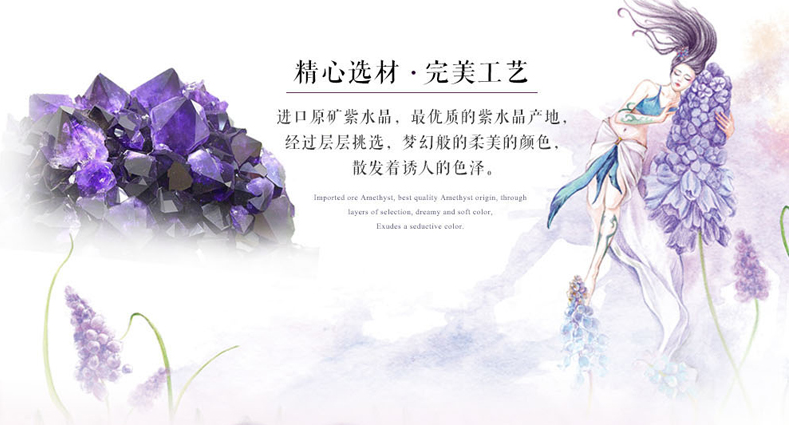 精心选材·完美工艺
进口原矿紫水晶，最优质的紫水晶产地，
经过层层挑选，梦幻般的柔美的颜色，
散发着诱人的色泽。
Imported ore Amethyst, best quality Amethyst origin, through
layers of selection, dreamy and soft color,
Exudes a seductive color.